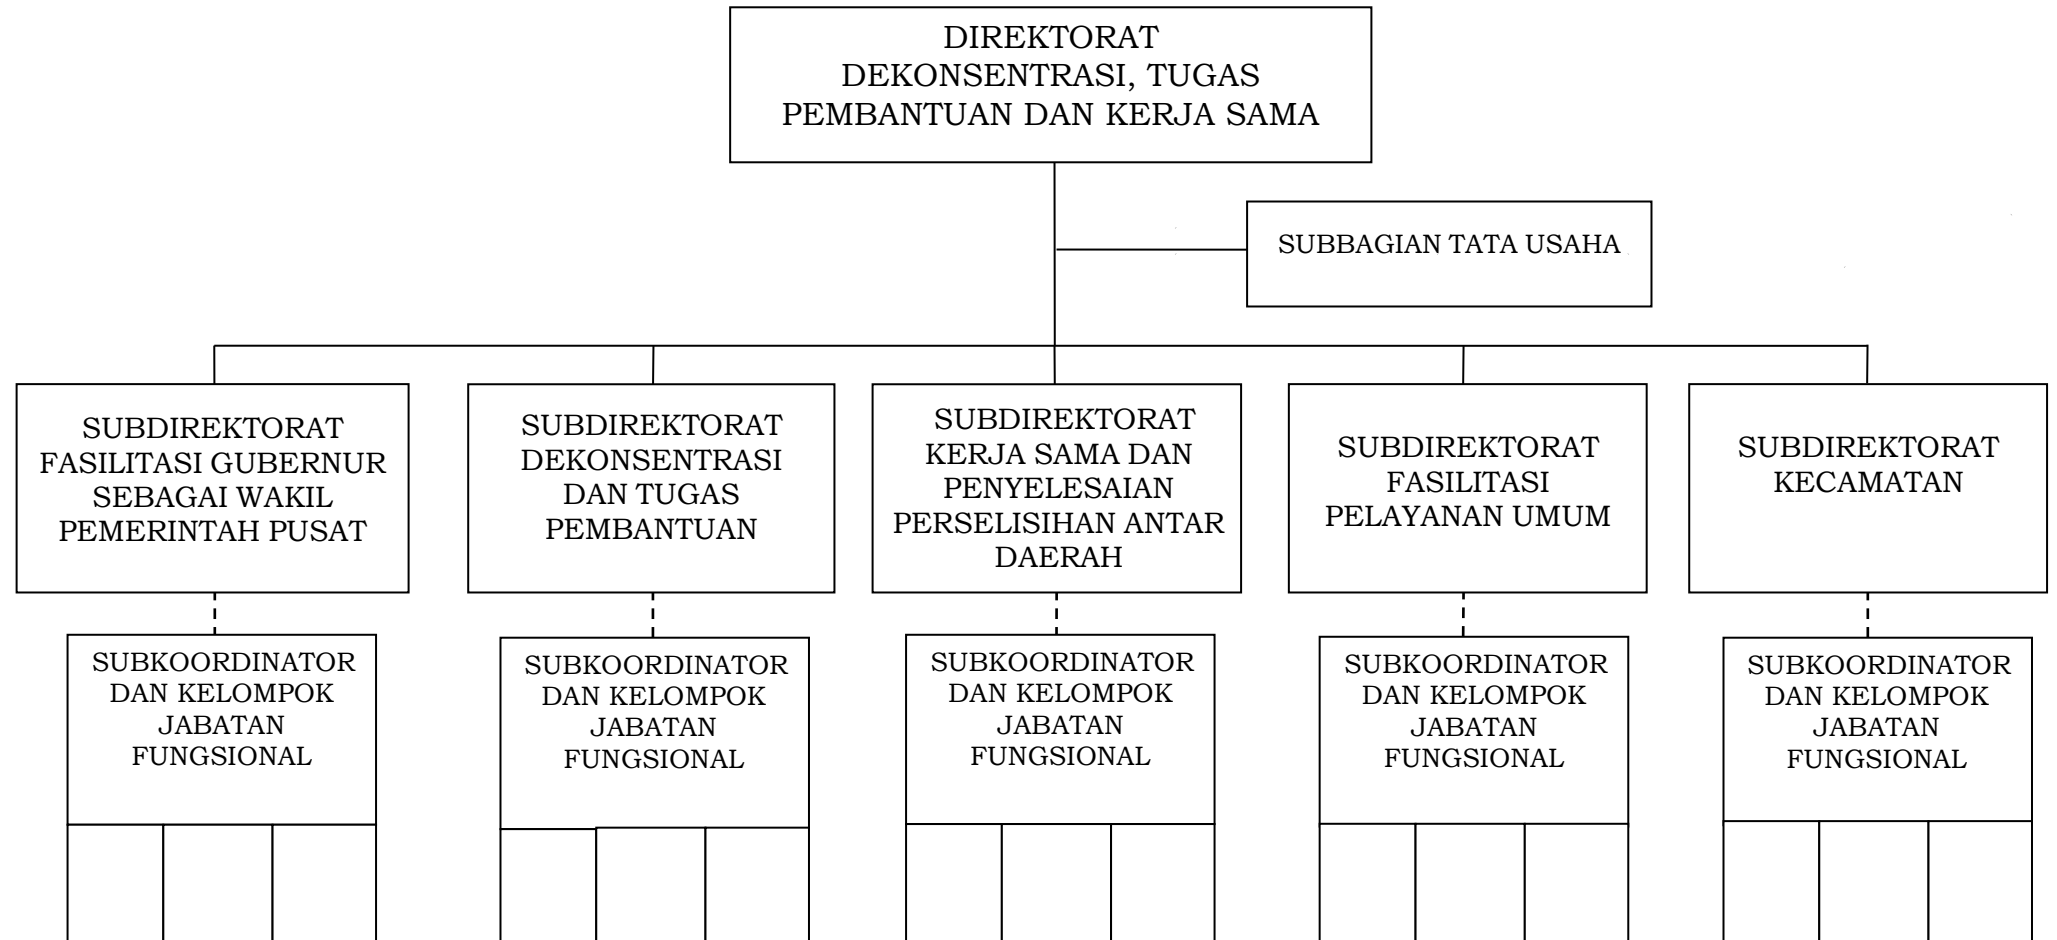 DIREKTORAT
DEKONSENTRASI, TUGAS
PEMBANTUAN DAN KERJA SAMA
SUBBAGIAN TATA USAHA
SUBDIREKTORAT
FASILITASI GUBERNUR
SEBAGAI WAKIL
PEMERINTAH PUSAT
SUBDIREKTORAT
DEKONSENTRASI
DAN TUGAS
PEMBANTUAN
SUBDIREKTORAT
KERJA SAMA DAN
PENYELESAIAN
PERSELISIHAN ANTAR
DAERAH
SUBDIREKTORAT
FASILITASI
PELAYANAN UMUM
SUBDIREKTORAT
KECAMATAN
SUBKOORDINATOR
DAN KELOMPOK
JABATAN
FUNGSIONAL
SUBKOORDINATOR
DAN KELOMPOK
JABATAN
FUNGSIONAL
SUBKOORDINATOR
DAN KELOMPOK
JABATAN
FUNGSIONAL
SUBKOORDINATOR
DAN KELOMPOK
JABATAN
FUNGSIONAL
SUBKOORDINATOR
DAN KELOMPOK
JABATAN
FUNGSIONAL